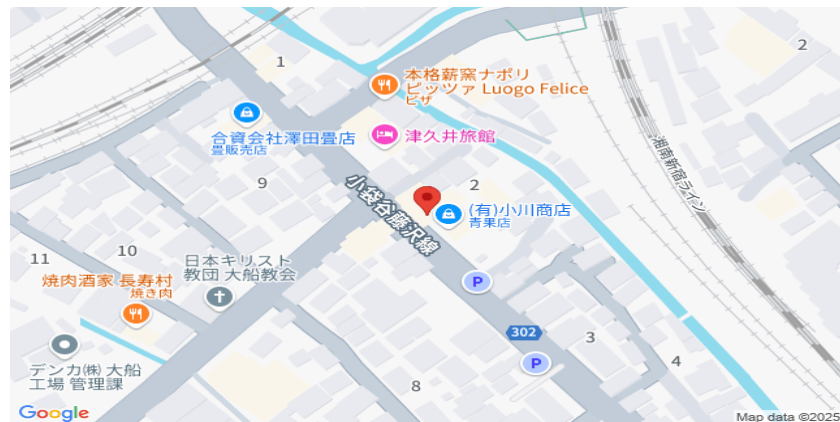 1
2
本格薪窯ナポリ
ピッツァ Luogo Felice
ピザ
合資会社澤田畳店
畳販売店
津久井旅館
湘南新宿ライン
9
2
小袋谷藤沢線
(有)小川商店
青果店
10
11
日本キリスト
教団 大船教会
焼肉酒家 長寿村
焼き肉
P
302
3
デンカ㈱ 大船
工場 管理課
P
4
8
Google
Map data ©2025